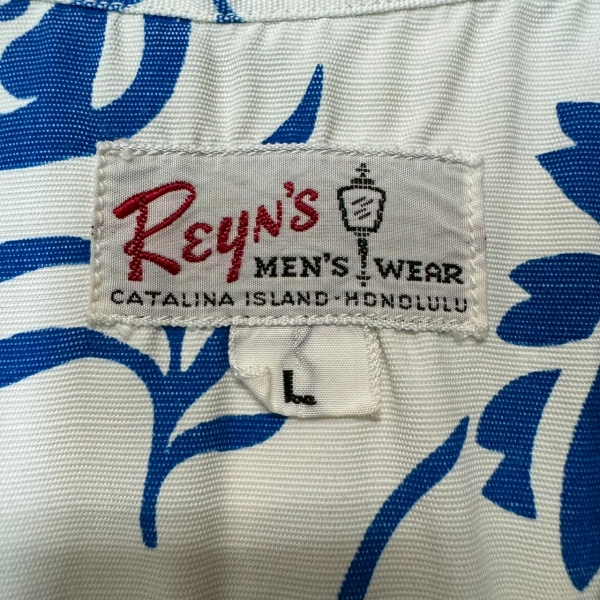 REYN'S
MEN'S WEAR
CATALINA ISLAND - HONOLULU
L